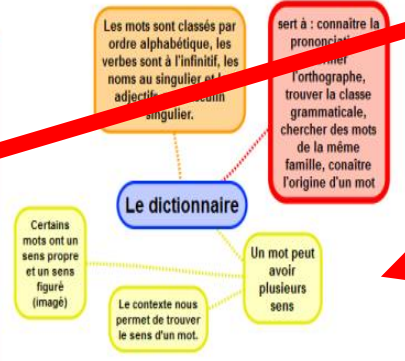 Les mots sont classés par
ordre alphabétique, les
verbes sont à l'infinitif, les
noms au singulier et
adjectifs
singulier.
sert à : connaître la
l'orthographe,
trouver la classe
grammaticale,
chercher des mots
de la même
famille, conaître
l'origine d'un mot
Le dictionnaire
Certains
mots ont un
sens propre
et un sens
figuré
(imagé)
Le contexte nous
permet de trouver
le sens d'un mot.
Un mot peut
avoir
plusieurs
sens